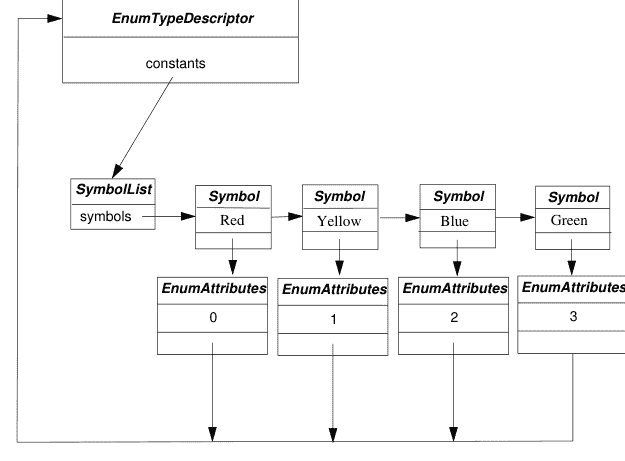 EnumTypeDescriptor
constants
SymbolList
symbols
Symbol
Red
Symbol
Yellow
Symbol
Blue
Symbol
Green
EnumAttributes
0
EnumAttributes
1
EnumAttributes
2
EnumAttributes
3